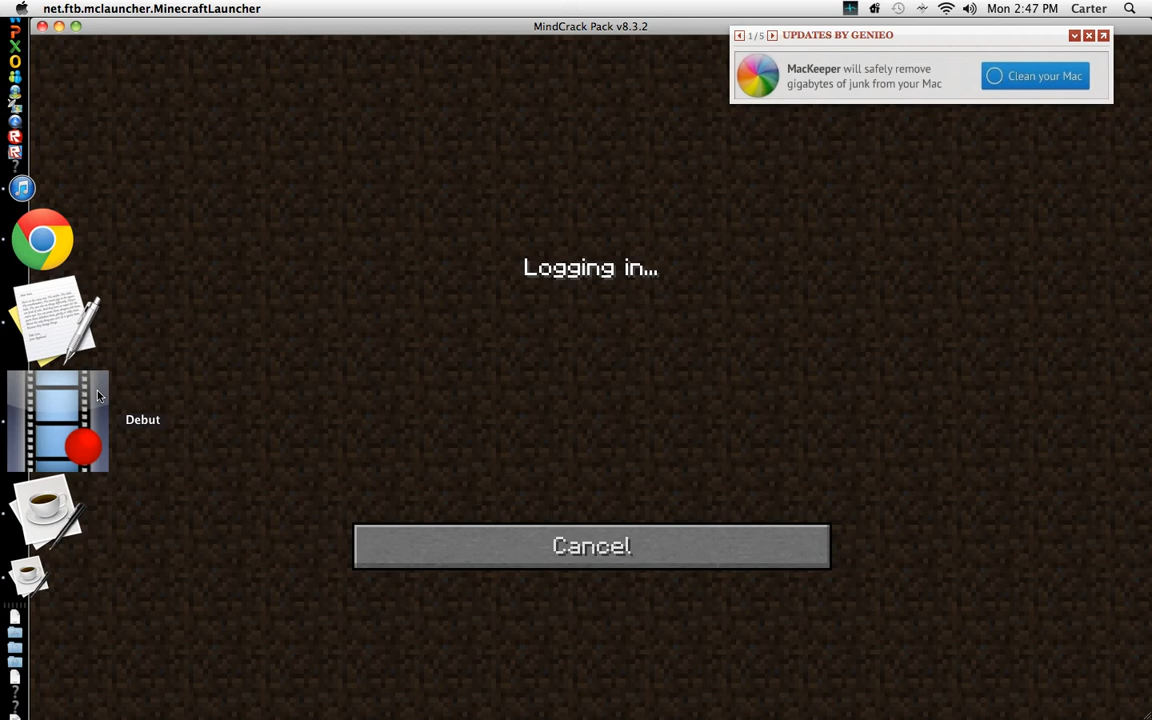 net.ftb.mclauncher.MinecraftLauncher
Mon 2:47 PM Carter
MindCrack Pack v8.3.2
1/5 UPDATES BY GENIEO
MacKeeper will safely remove
gigabytes of junk from your Mac
Clean your Mac
Logging in...
Debut
Cancel